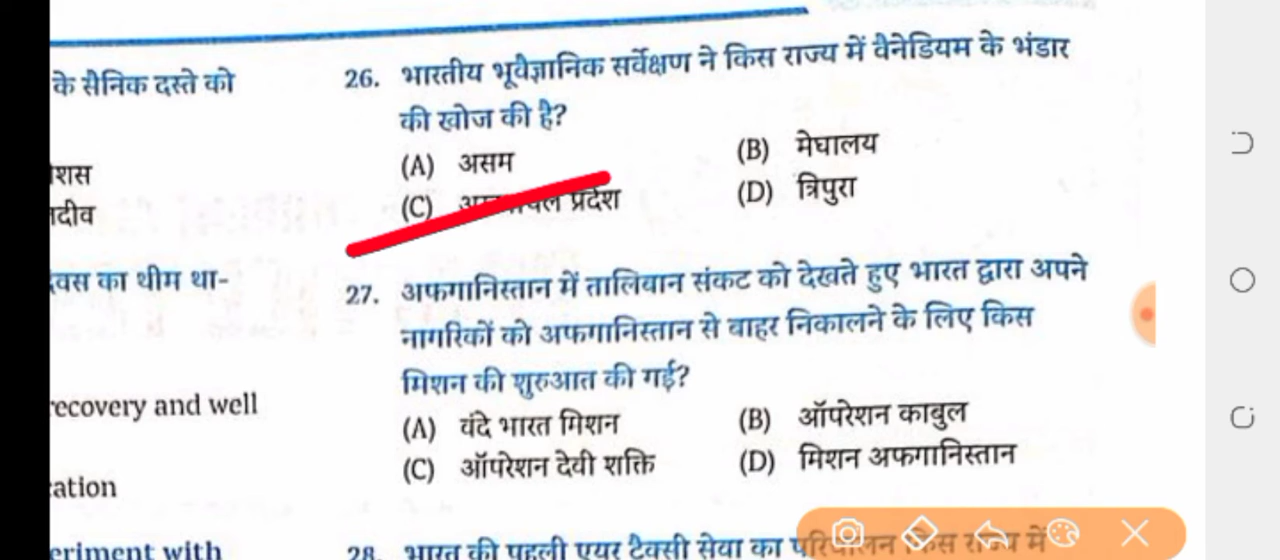 के सैनिक दस्ते को
शस
दीव
वस का थीम था-
ecovery and well
ation
eriment with
26. भारतीय भूवैज्ञानिक सर्वेक्षण ने किस राज्य में वैनेडियम के भंडार
की खोज की है?
(A) असम
(B) मेघालय
(C) प्रदेश
(D) त्रिपुरा
27. अफगानिस्तान में तालिबान संकट को देखते हुए भारत द्वारा अपने
नागरिकों को अफगानिस्तान से बाहर निकालने के लिए किस
मिशन की शुरुआत की गई?
(A) वंदे भारत मिशन
(B) ऑपरेशन काबुल
(C) ऑपरेशन देवी शक्ति
(D) मिशन अफगानिस्तान
28. भारत की पहली एयर टैक्सी सेवा का किस राज्य में